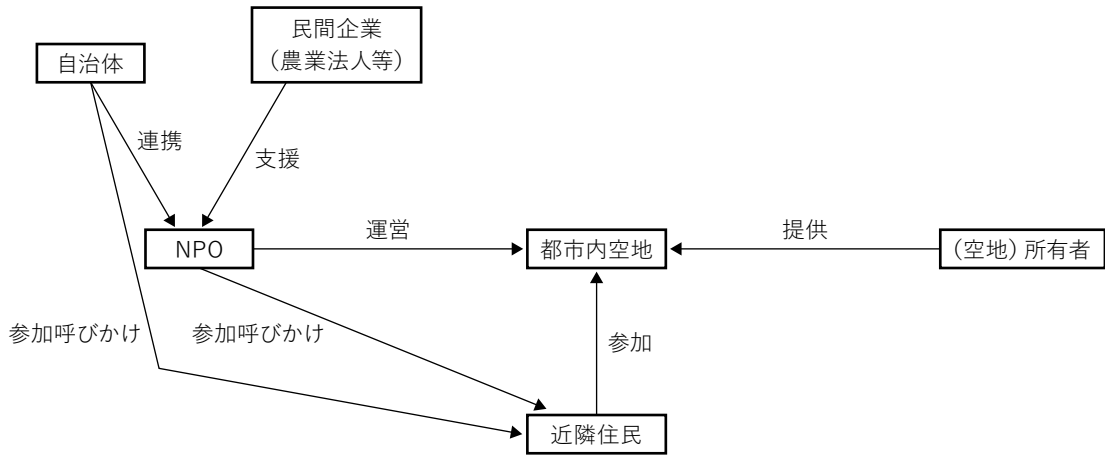 民間企業
（農業法人等）
自治体
連携
支援
NPO
運営
都市内空地
提供
（空地）所有者
参加呼びかけ
参加呼びかけ
参加
近隣住民